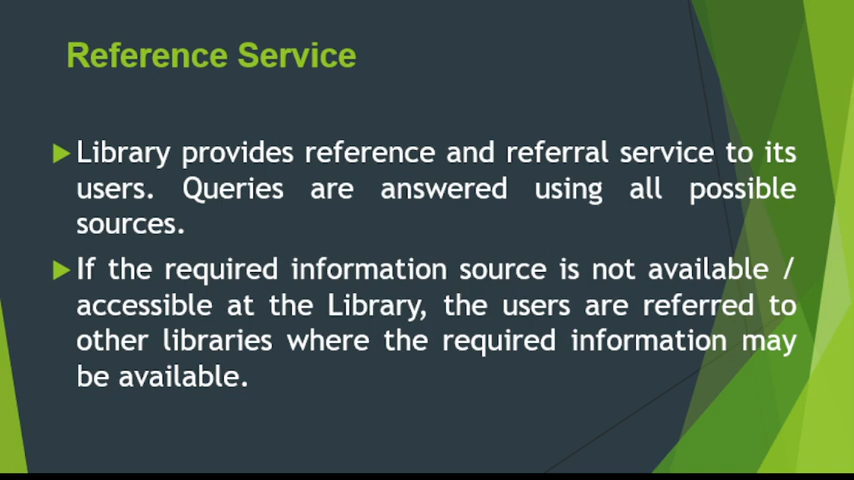 Reference Service
Library provides reference and referral service to its
users. Queries are answered using all possible
sources.
If the required information source is not available /
accessible at the Library, the users are referred to
other libraries where the required information may
be available.